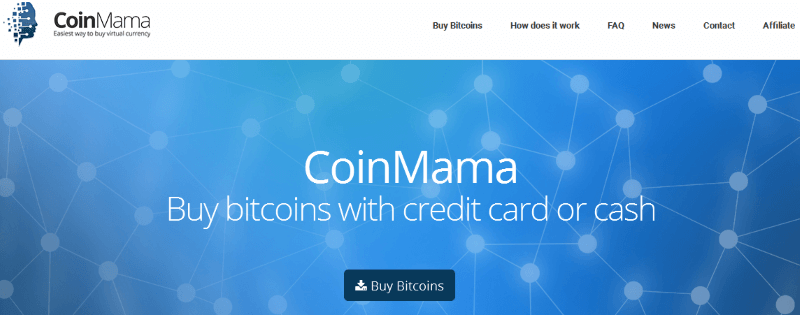 CoinMama
Easiest way to buy virtual currency
Buy Bitcoins How does it work FAQ News Contact Affiliate
CoinMama
Buy bitcoins with credit card or cash
Buy Bitcoins